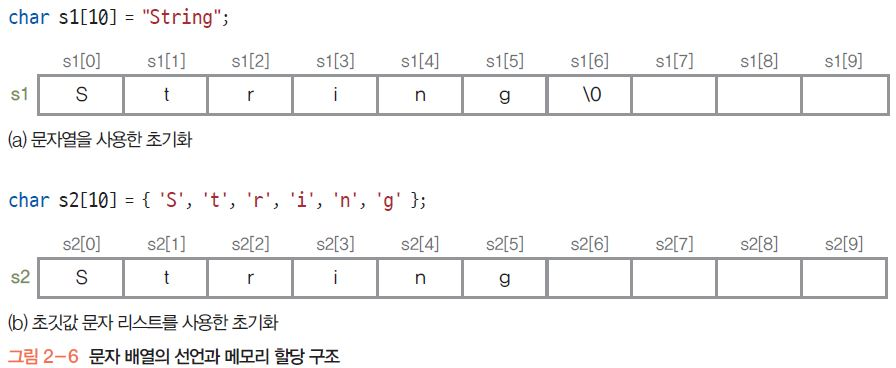 char s1[10] = "String";
s1[0] s1[1] s1[2] s1[3] s1[4] s1[5] s1[6] s1[7] s1[8] s1[9]
s1 S t r i n g \0
(a) 문자열을 사용한 초기화
char s2[10] = { 'S', 't', 'r', 'i', 'n', 'g' };
s2[0] s2[1] s2[2] s2[3] s2[4] s2[5] s2[6] s2[7] s2[8] s2[9]
s2 S t r i n g
(b) 초깃값 문자 리스트를 사용한 초기화
그림 2-6 문자 배열의 선언과 메모리 할당 구조